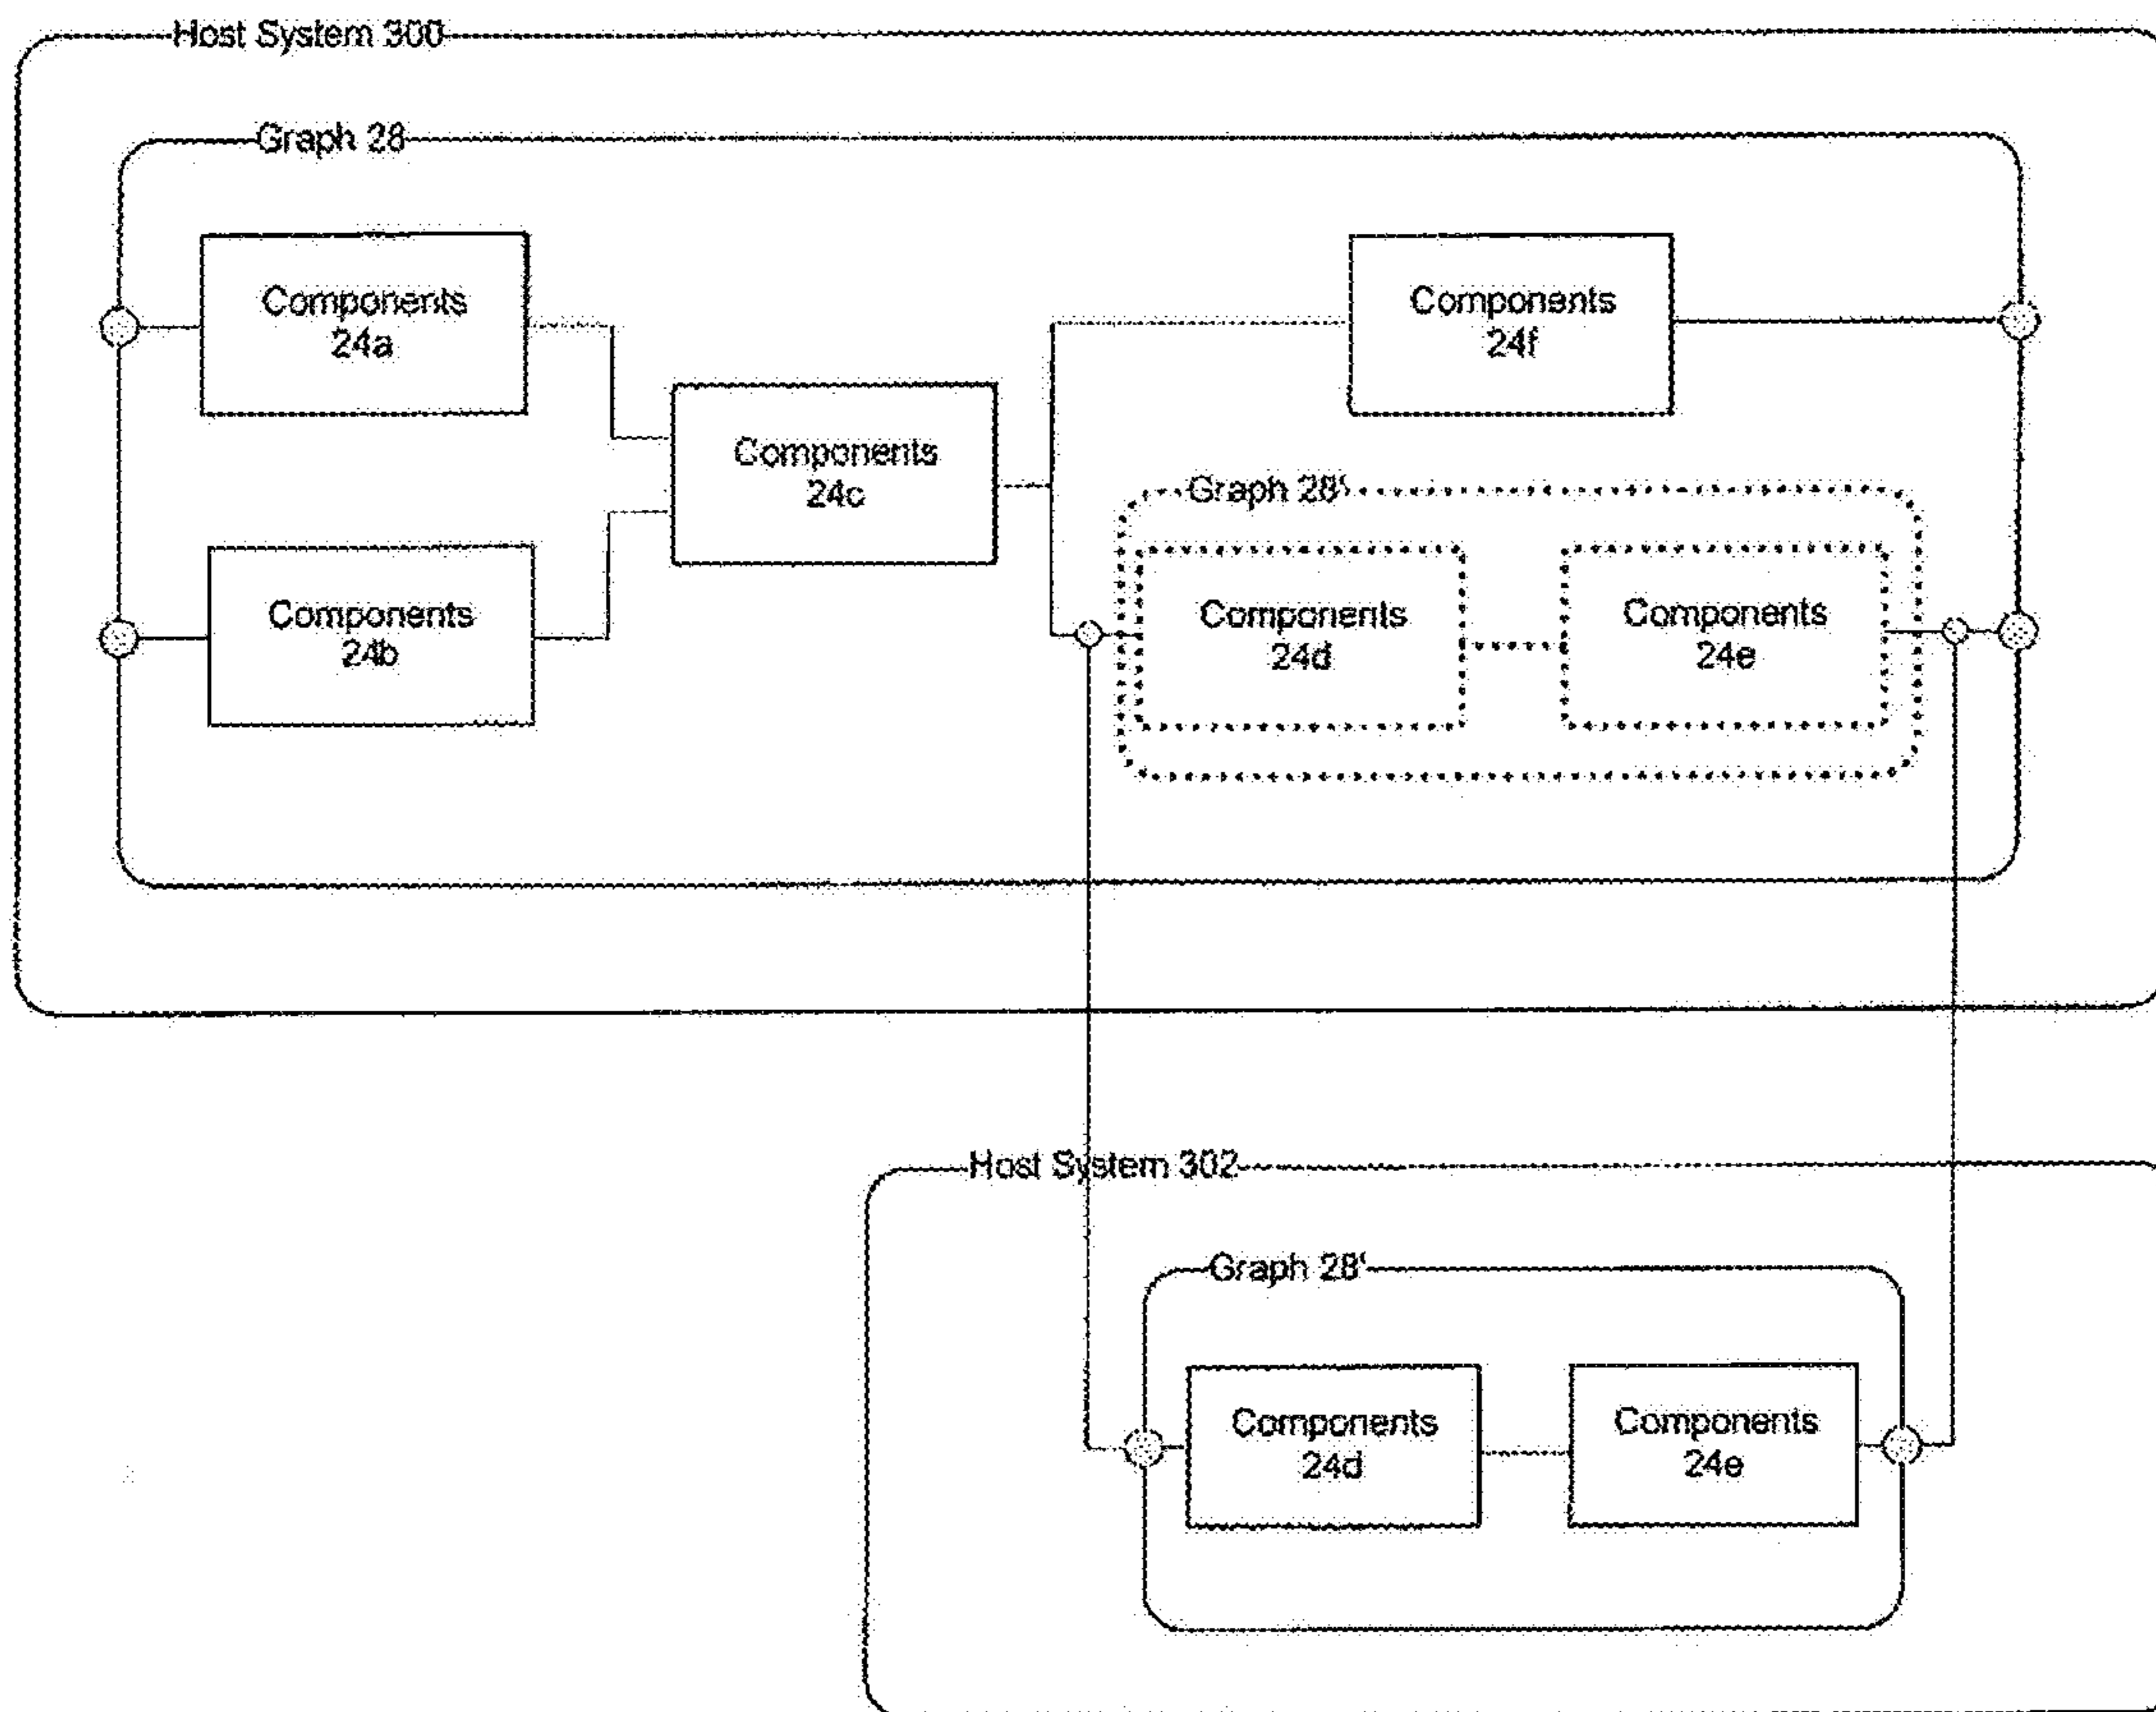 Host System 300
Graph 28
Components
24a
Components
24f
Components
24c
Graph 28'
Components
24b
Components
24d
Components
24e
Host System 302
Graph 28'
Components
24d
Components
24e